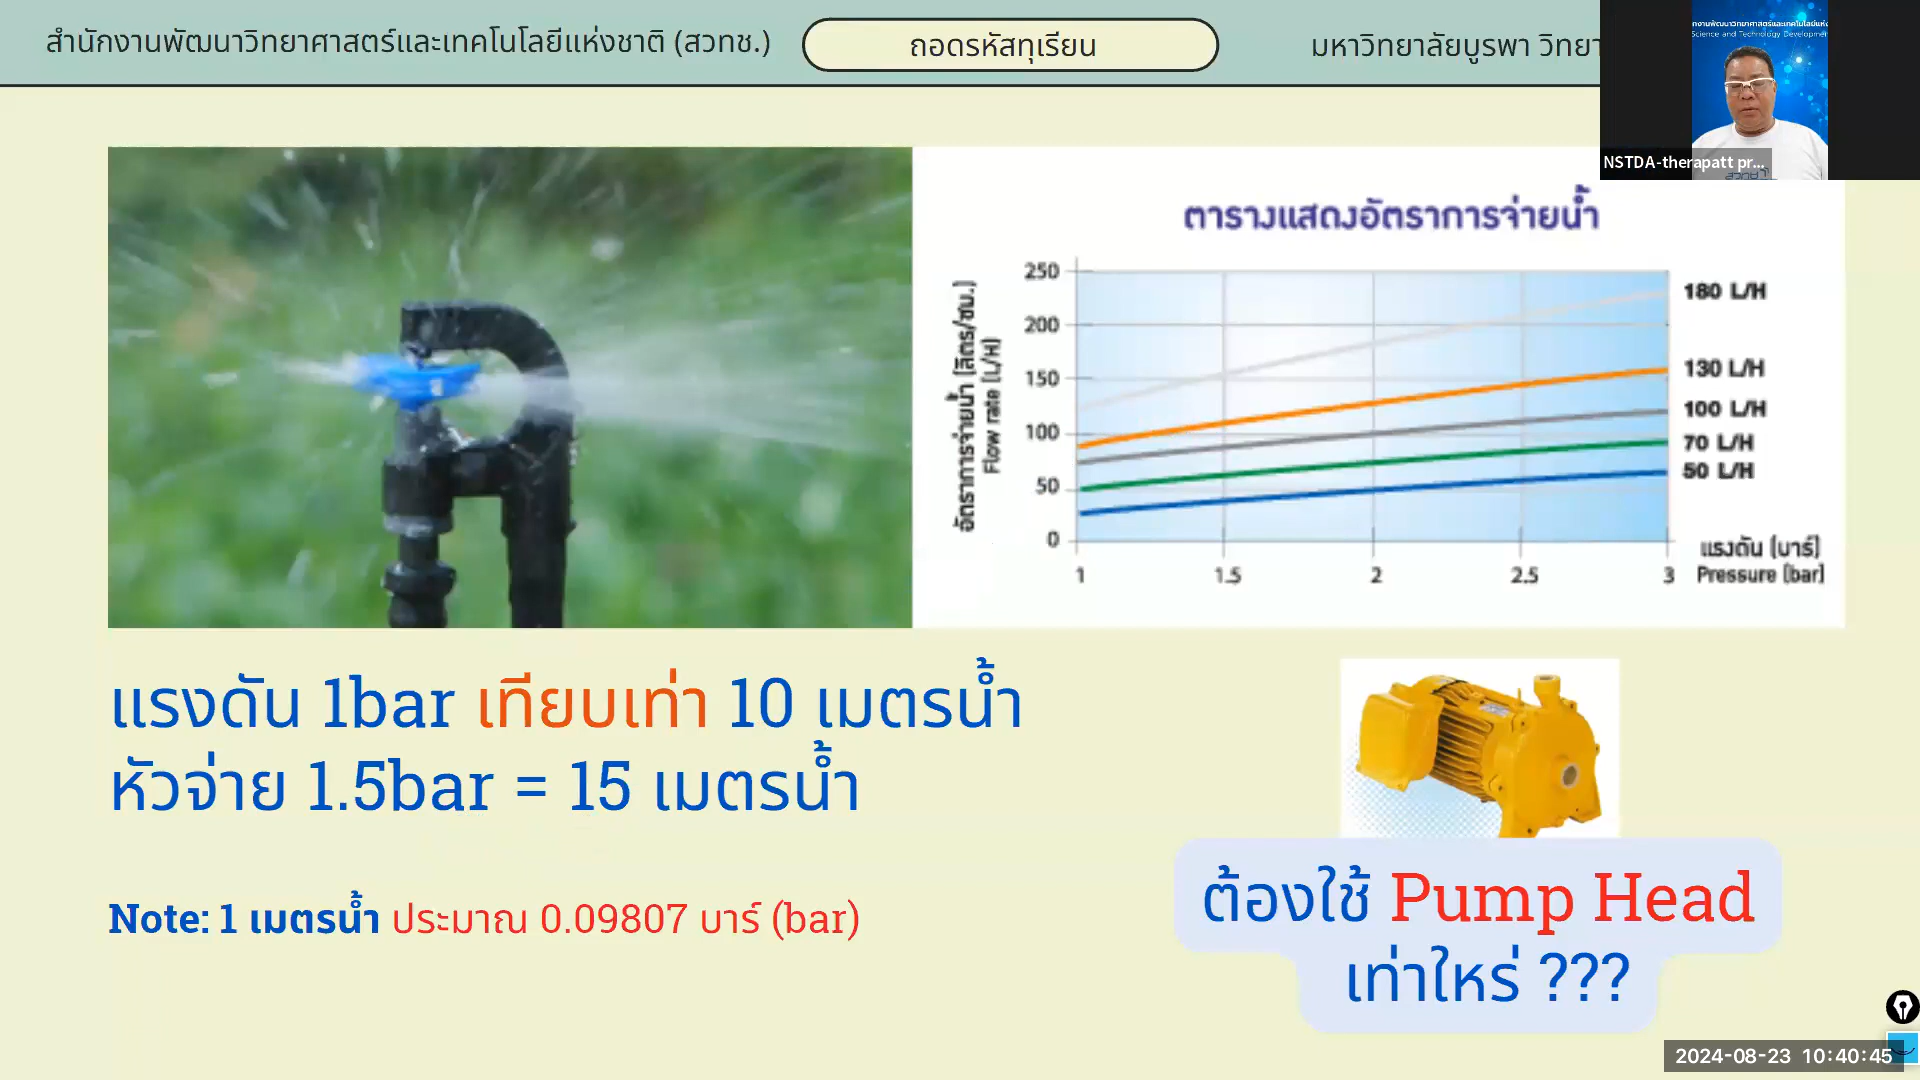 สำนักงานพัฒนาวิทยาศาสตร์และเทคโนโลยีแห่งชาติ (สวทช.)
ถอดรหัสทุเรียน
มหาวิทยาลัยบูรพา วิทยา
Science and Technology Developmen
NSTDA-therapatt pr...
ตารางแสดงอัตราการจ่ายน้ำ
อัตราการจ่ายน้ำ (ลิตร/ชม.)
Flow rate (L/H)
250
200
150
100
50
0
180 L/H
130 L/H
100 L/H
70 L/H
50 L/H
1 1.5 2 2.5 3
แรงดัน (บาร์)
Pressure (bar)
แรงดัน 1bar เทียบเท่า 10 เมตรน้ำ
หัวจ่าย 1.5bar = 15 เมตรน้ำ
Note: 1 เมตรน้ำ ประมาณ 0.09807 บาร์ (bar)
ต้องใช้ Pump Head
เท่าใหร่ ???
2024-08-23 10:40:45